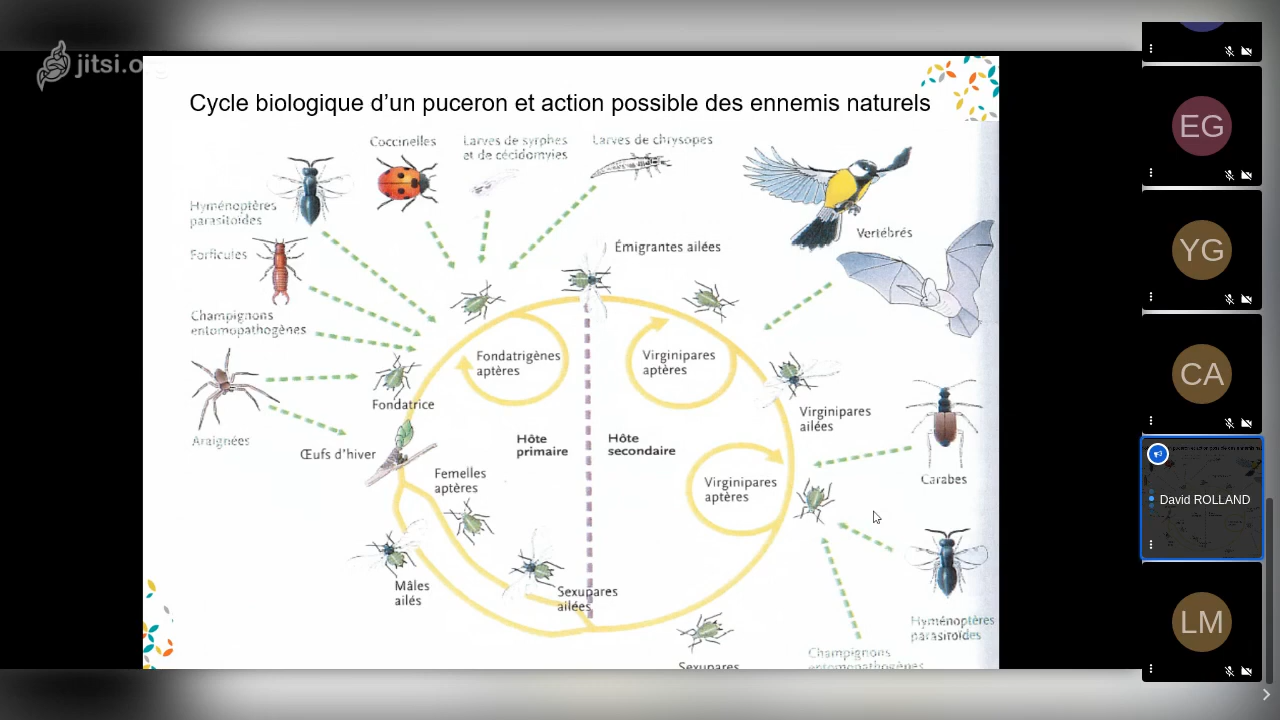 jitsi.org
Cycle biologique d'un puceron et action possible des ennemis naturels
Coccinelles
Larves de syrphes
et de cécidomyies
Larves de chrysopes
Hyménoptères
parasitoïdes
Vertébrés
Émigrantes ailées
Forficules
Champignons
entomopathogènes
Fondatrigènes
aptères
Virginipares
aptères
Fondatrice
Virginipares
ailées
Araignées
Œufs d'hiver
Hôte
primaire
Hôte
secondaire
Femelles
aptères
Virginipares
aptères
Carabes
Mâles
ailés
Sexupares
ailées
Hyménoptères
parasitoïdes
Champignons
entomopathogènes
Sexupares
EG
YG
CA
David ROLLAND
LM